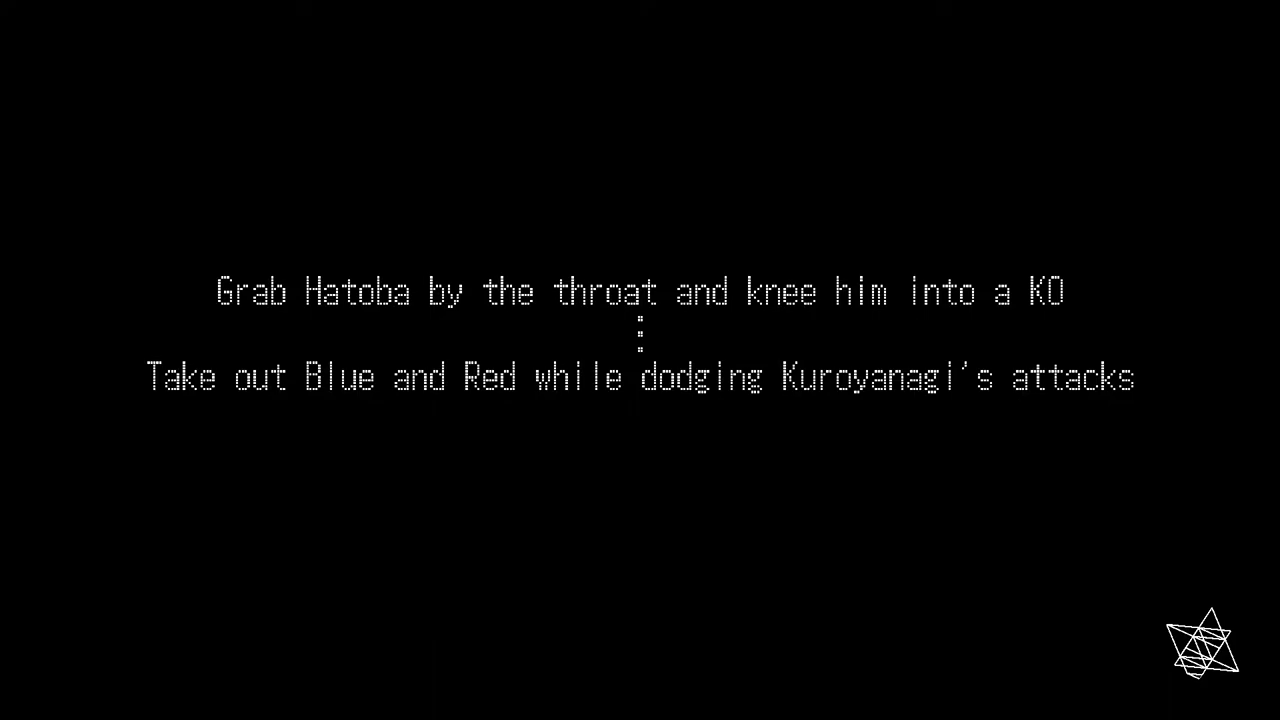 Grab Hatoba by the throat and knee him into a KO
Take out Blue and Red while dodging Kuroyanagi's attacks